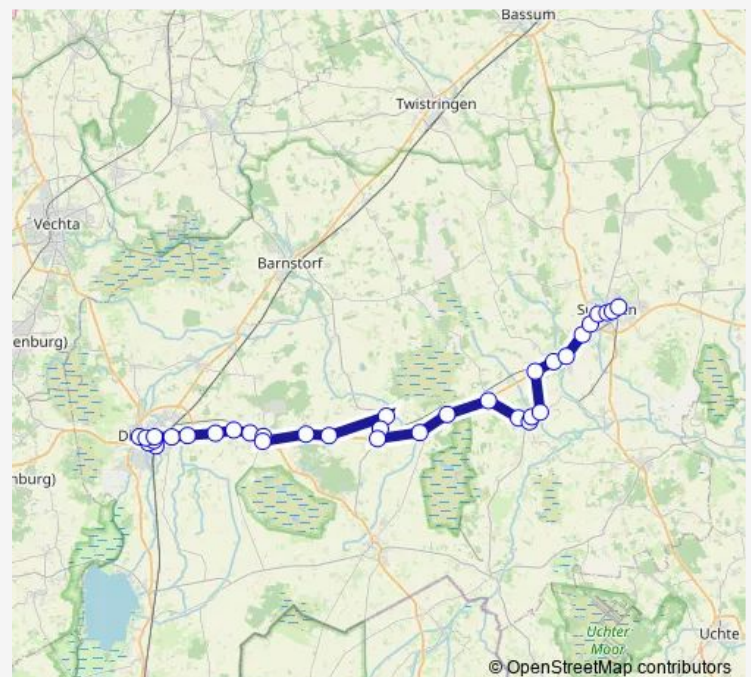 Bassum
Twistringen
Vechta
Barnstorf
enburg)
nburg)
Uchter
Moor
Uchte
© OpenStreetMap contributors